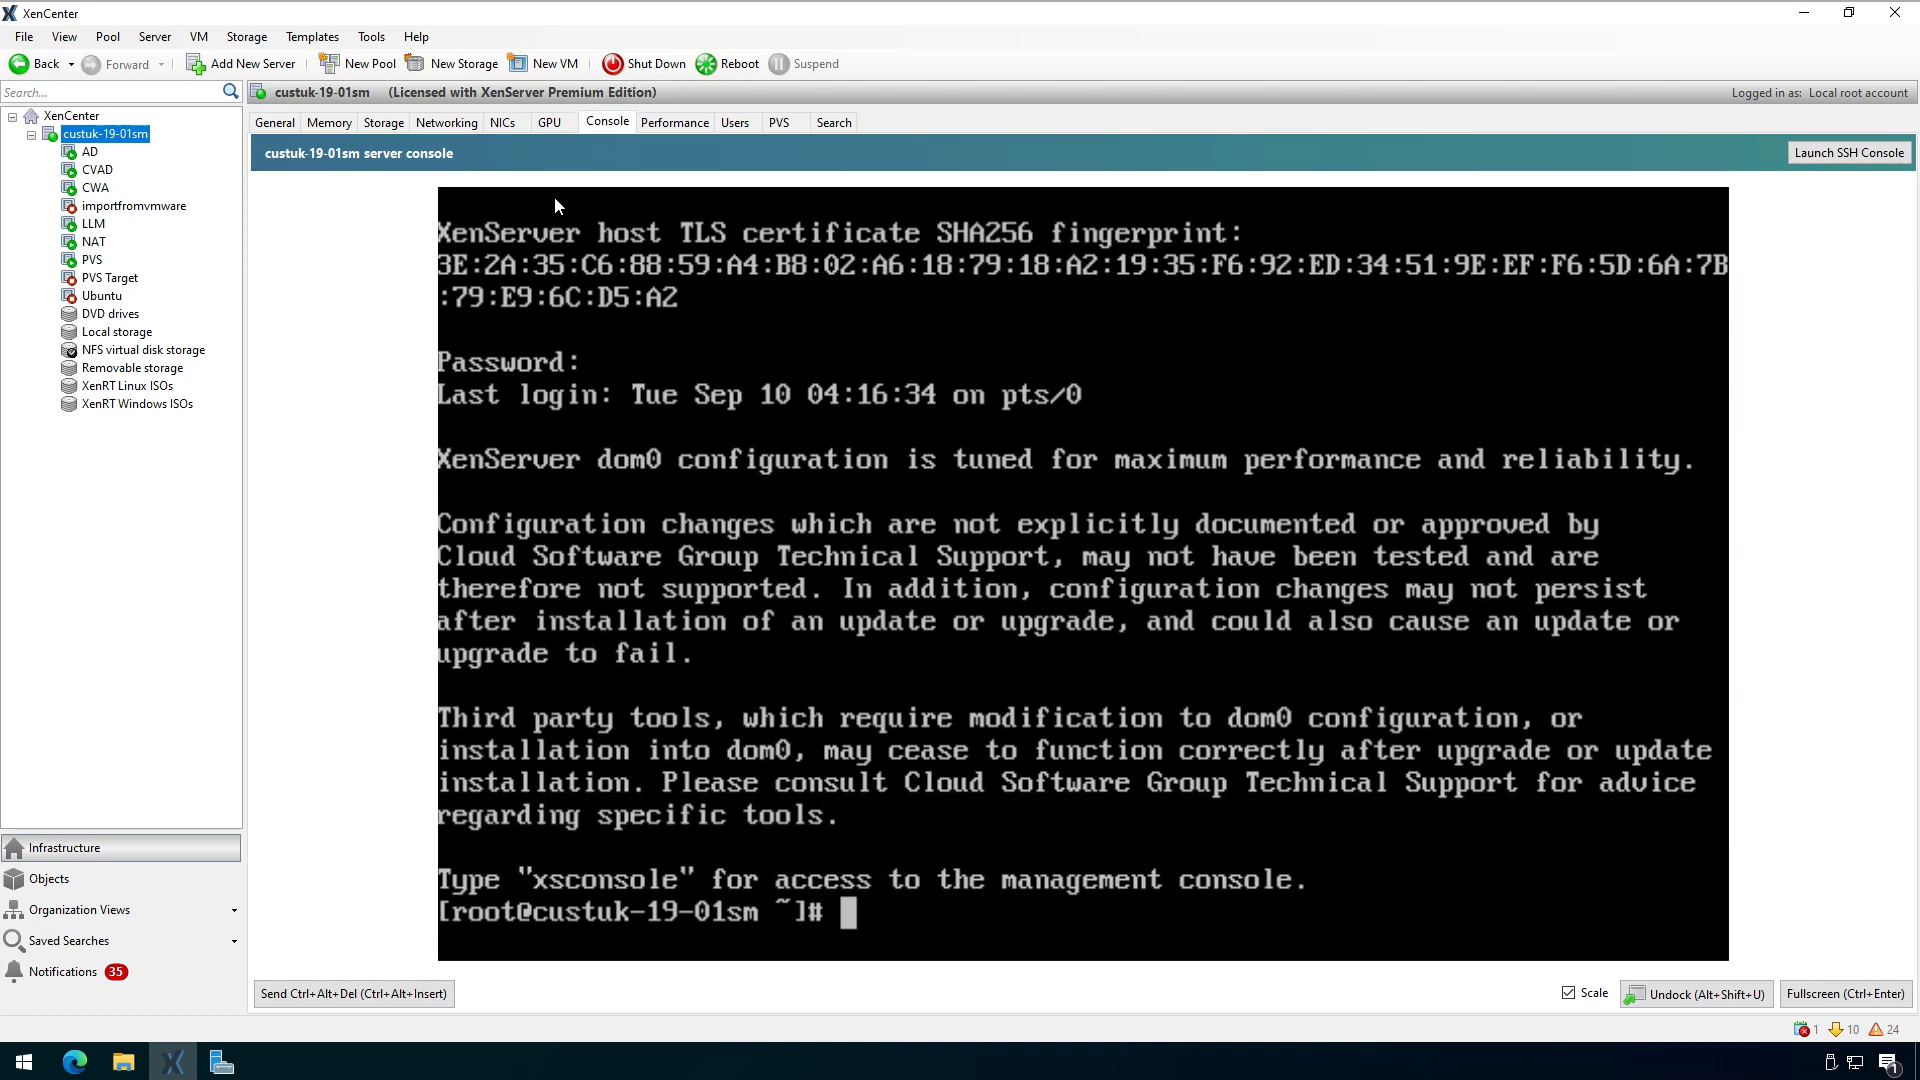 XenCenter
File View Pool Server VM Storage Templates Tools Help
Back Forward Add New Server New Pool New Storage New VM Shut Down Reboot Suspend
Search...
custuk-19-01sm (Licensed with XenServer Premium Edition) Logged in as: Local root account
XenCenter
custuk-19-01sm
AD
CVAD
CWA
importfromvmware
LLM
NAT
PVS
PVS Target
Ubuntu
DVD drives
Local storage
NFS virtual disk storage
Removable storage
XenRT Linux ISOs
XenRT Windows ISOs
Infrastructure
Objects
Organization Views
Saved Searches
Notifications 35
General Memory Storage Networking NICs GPU Console Performance Users PVS Search
custuk-19-01sm server console Launch SSH Console
XenServer host TLS certificate SHA256 fingerprint:
3E:2A:35:C6:88:59:A4:B8:02:A6:18:79:18:A2:19:35:F6:92:ED:34:51:9E:EF:F6:5D:6A:7B
:79:E9:6C:D5:A2
Password:
Last login: Tue Sep 10 04:16:34 on pts/0
XenServer dom0 configuration is tuned for maximum performance and reliability.
Configuration changes which are not explicitly documented or approved by
Cloud Software Group Technical Support, may not have been tested and are
therefore not supported. In addition, configuration changes may not persist
after installation of an update or upgrade, and could also cause an update or
upgrade to fail.
Third party tools, which require modification to dom0 configuration, or
installation into dom0, may cease to function correctly after upgrade or update
installation. Please consult Cloud Software Group Technical Support for advice
regarding specific tools.
Type "xsconsole" for access to the management console.
[root@custuk-19-01sm ~]#
Send Ctrl+Alt+Del (Ctrl+Alt+Insert) Scale Undock (Alt+Shift+U) Fullscreen (Ctrl+Enter)
1 10 24
1